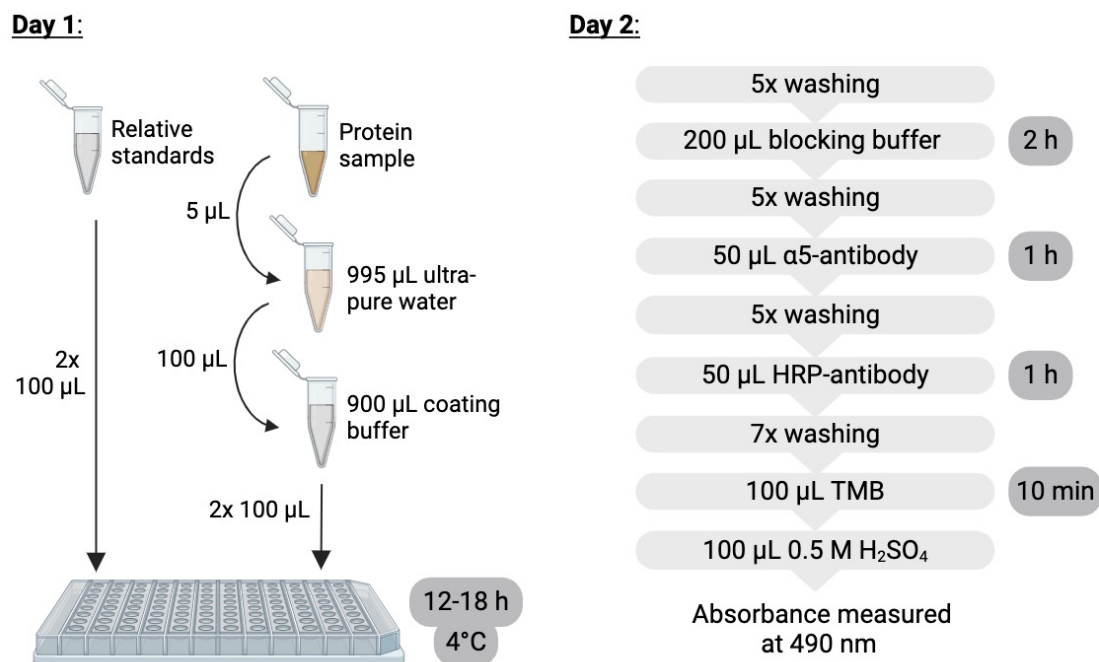 Day 1:
Relative
standards
Protein
sample
5 µL
995 µL ultra-
pure water
100 µL
2x
100 µL
900 µL coating
buffer
2x 100 µL
12-18 h
4°C
Day 2:
5x washing
200 µL blocking buffer
2 h
5x washing
50 µL α5-antibody
1 h
5x washing
50 µL HRP-antibody
1 h
7x washing
100 µL TMB
10 min
100 µL 0.5 M H₂SO₄
Absorbance measured
at 490 nm